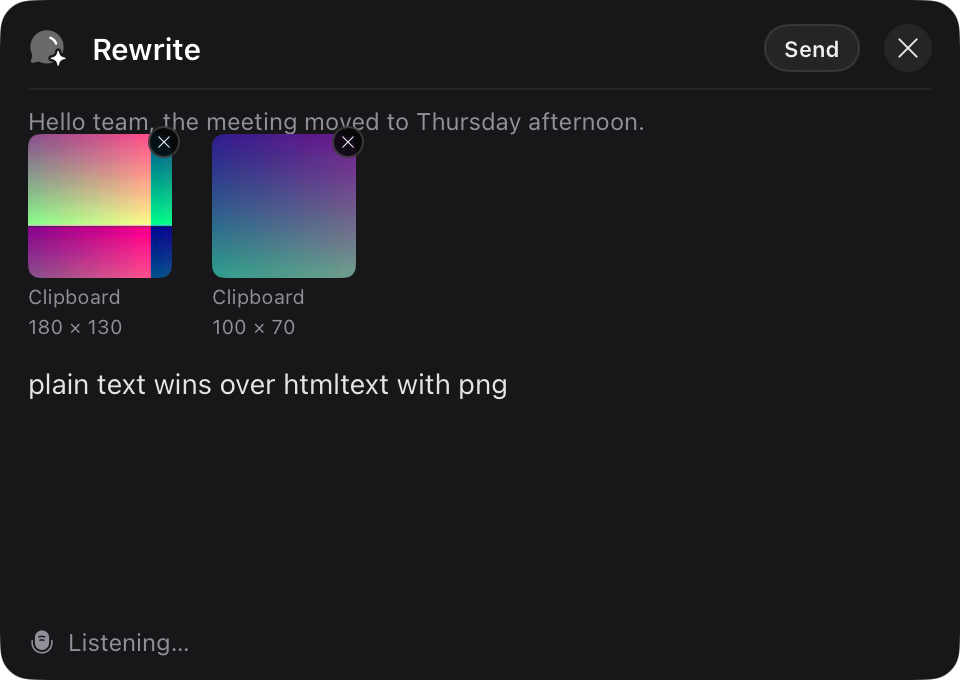 Rewrite
Send
Hello team, the meeting moved to Thursday afternoon.
Clipboard
180 × 130
Clipboard
100 × 70
plain text wins over htmltext with png
Listening...